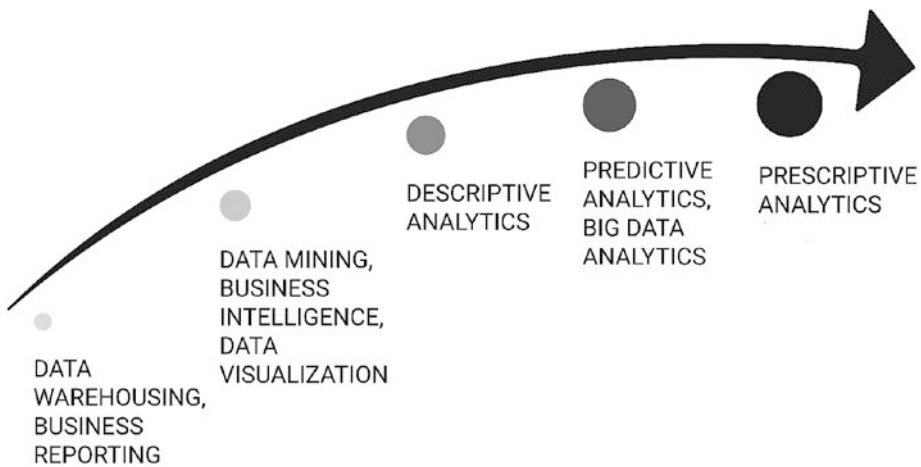 DATA
WAREHOUSING,
BUSINESS
REPORTING
DATA MINING,
BUSINESS
INTELLIGENCE,
DATA
VISUALIZATION
DESCRIPTIVE
ANALYTICS
PREDICTIVE
ANALYTICS,
BIG DATA
ANALYTICS
PRESCRIPTIVE
ANALYTICS